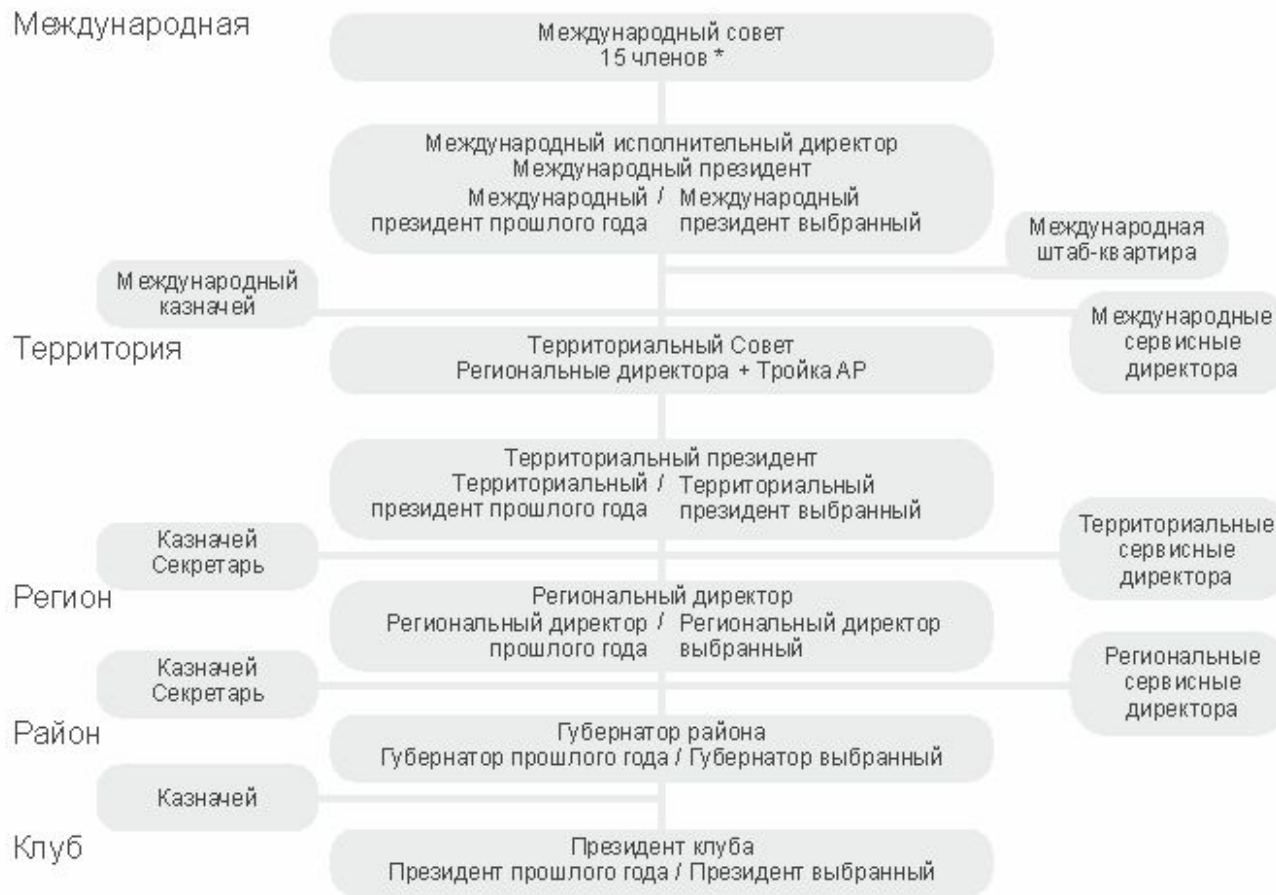 Международная
Международный совет
15 членов *
Международный исполнительный директор
Международный президент
Международный / Международный
президент прошлого года президент выбранный
Международная
штаб-квартира
Международный
казначей
Международные
сервисные
директора
Территория
Территориальный Совет
Региональные директора + Тройка АР
Территориальный президент
Территориальный / Территориальный
президент прошлого года президент выбранный
Казначей
Секретарь
Территориальные
сервисные
директора
Регион
Региональный директор
Региональный директор / Региональный директор
прошлого года выбранный
Казначей
Секретарь
Региональные
сервисные
директора
Район
Губернатор района
Губернатор прошлого года / Губернатор выбранный
Казначей
Клуб
Президент клуба
Президент прошлого года / Президент выбранный